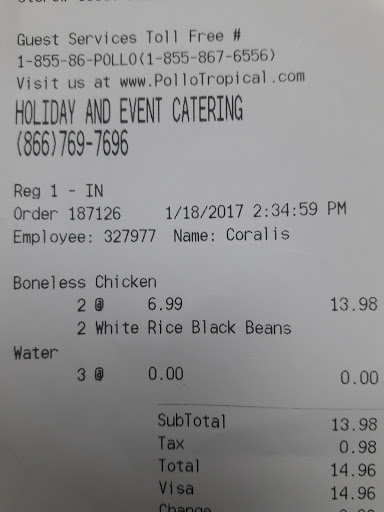 Guest Services Toll Free #
1-855-86-POLLO(1-855-867-6556)
Visit us at www.PolloTropical.com
HOLIDAY AND EVENT CATERING
(866)769-7696
Reg 1 - IN
Order 187126 1/18/2017 2:34:59 PM
Employee: 327977 Name: Coralis
Boneless Chicken
2 @ 6.99 13.98
2 White Rice Black Beans
Water
3 @ 0.00 0.00
SubTotal 13.98
Tax 0.98
Total 14.96
Visa 14.96
Change